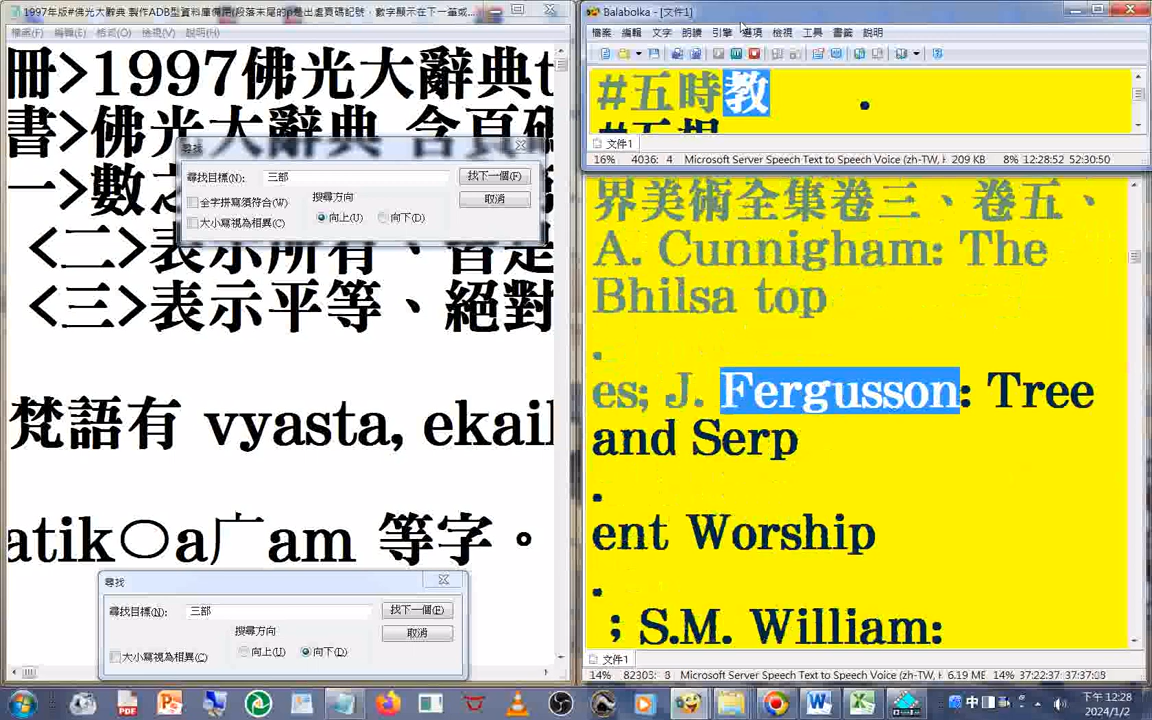 1997年版#佛光大辭典 製作ADB型資料庫備用(段落末尾的p是出處頁碼記號，數字顯示在下一筆或...
檔案(F) 編輯(E) 格式(O) 檢視(V) 說明(H)
冊>1997佛光大辭典t
書>佛光大辭典 含頁碼
一>數之
<二>表示所有、皆是
<三>表示平等、絕對
梵語有 vyasta, ekail
atik○a广am 等字。
尋找
尋找目標(N): 三部
找下一個(F)
全字拼寫須符合(W)
搜尋方向
取消
大小寫視為相異(C)
向上(U)
向下(D)
尋找
尋找目標(N): 三部
找下一個(F)
搜尋方向
取消
大小寫視為相異(C)
向上(U)
向下(D)
Balabolka - [文件1]
檔案 編輯 文字 朗讀 引擎 選項 檢視 工具 書籤 說明
#五時教
文件1
16% 4036: 4 Microsoft Server Speech Text to Speech Voice (zh-TW, 209 KB 8% 12:28:52 52:30:50
界美術全集卷三、卷五、
A. Cunnigham: The
Bhilsa top
.
es; J. Fergusson: Tree
and Serp
.
ent Worship
.
; S.M. William:
文件1
14% 82303: 8 Microsoft Server Speech Text to Speech Voice (zh-TW, 6.19 MB 14% 37:22:37
下午 12:28
2024/1/2